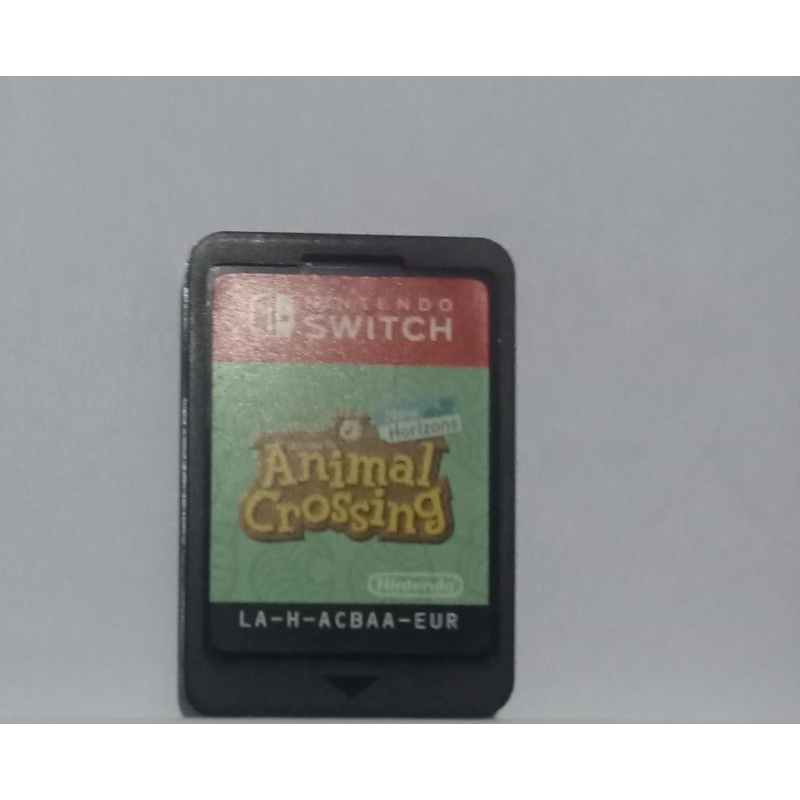 NINTENDO
SWITCH
New
Horizons
Animal
Crossing
Nintendo
LA-H-ACBAA-EUR